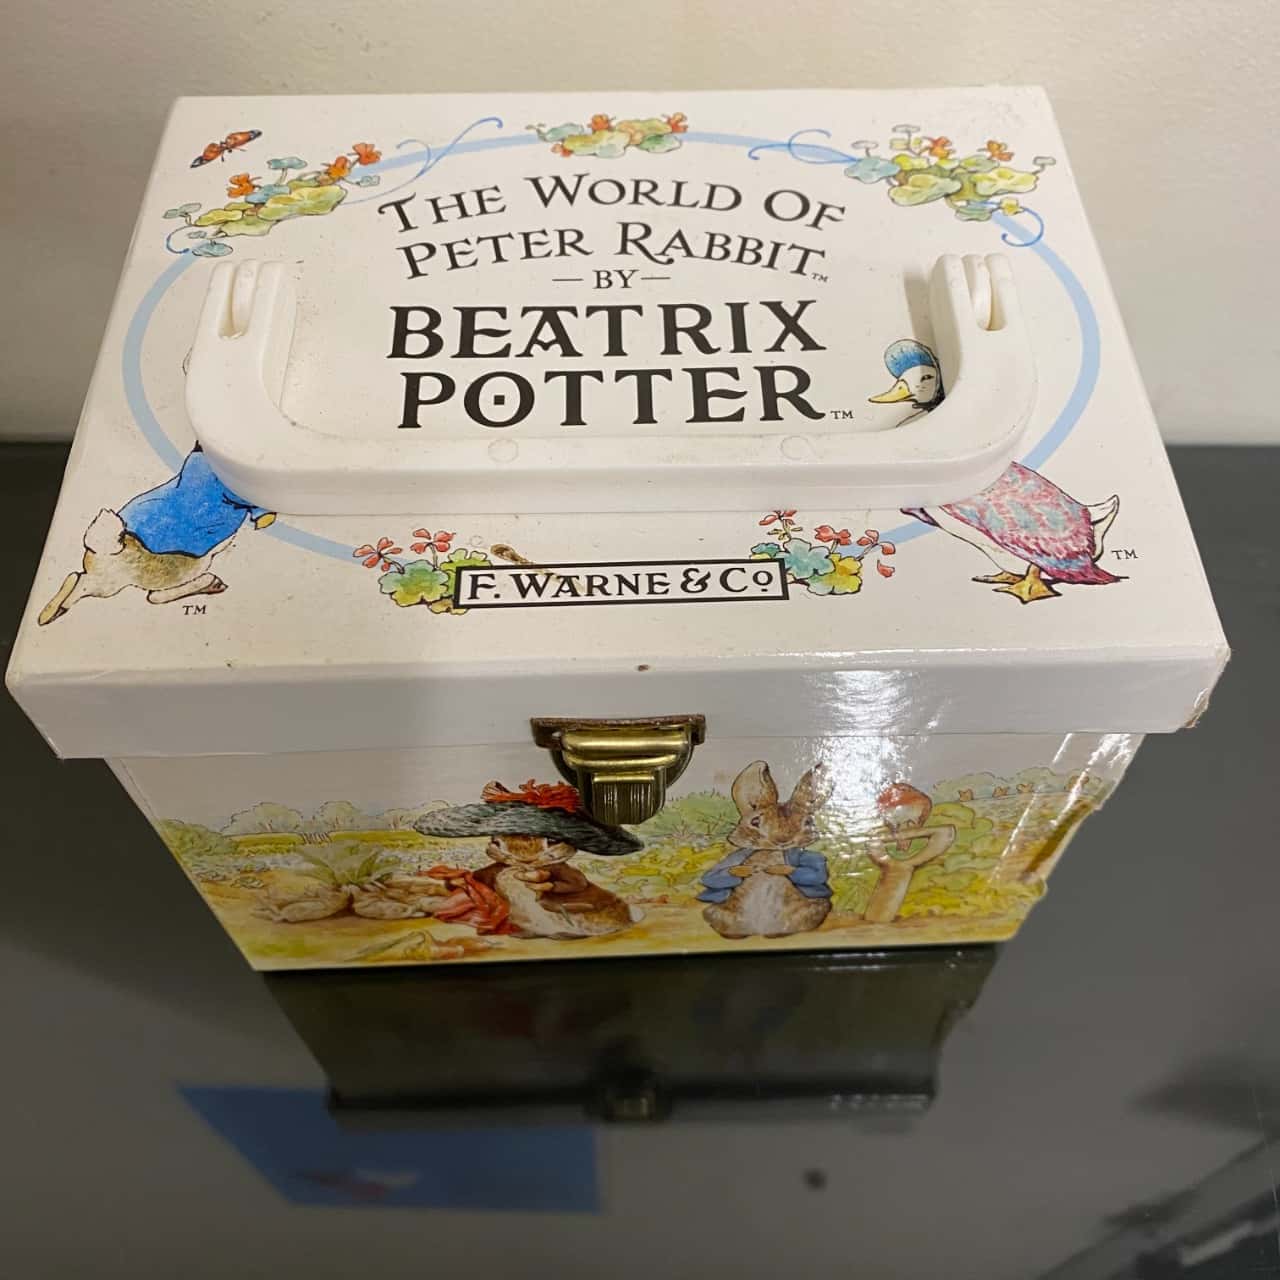 THE WORLD OF
PETER RABBIT™
— BY —
BEATRIX
POTTER™
TM
TM
F. WARNE & Cº